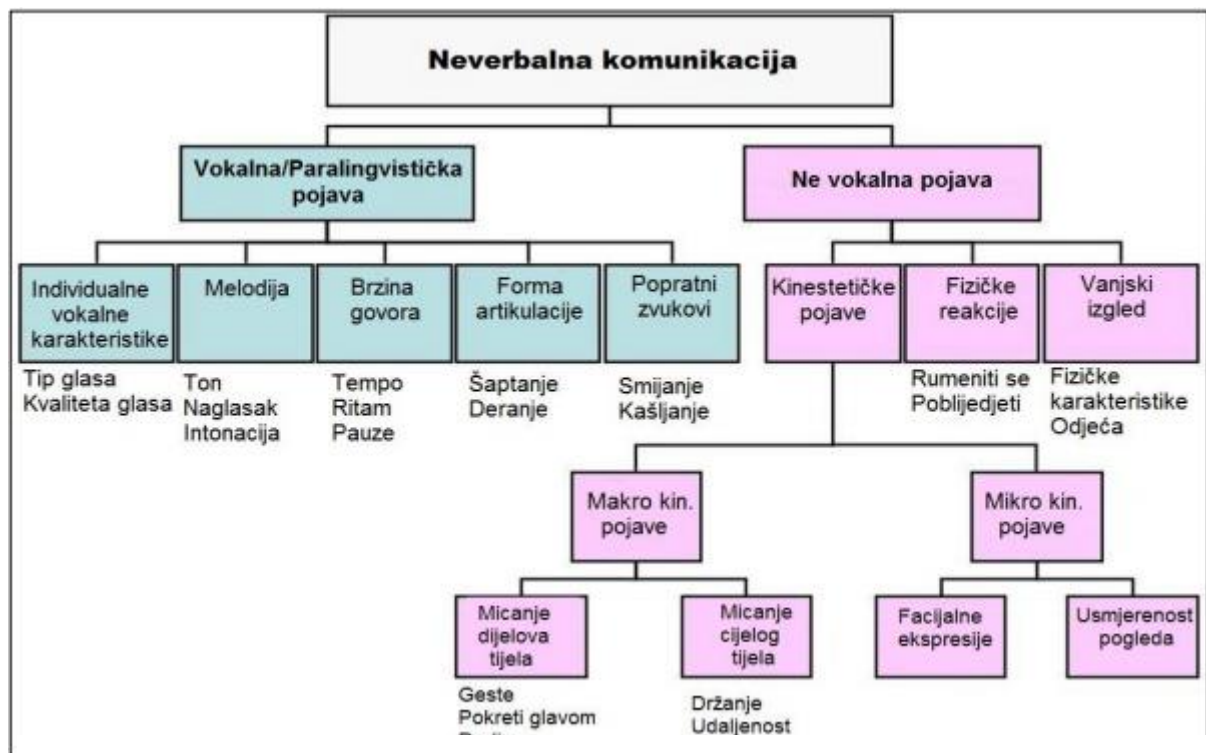 Neverbalna komunikacija
Vokalna/Paralingvistička
pojava
Ne vokalna pojava
Individualne
vokalne
karakteristike
Melodija
Brzina
govora
Forma
artikulacije
Popratni
zvukovi
Kinestetičke
pojave
Fizičke
reakcije
Vanjski
izgled
Tip glasa
Kvaliteta glasa
Ton
Naglasak
Intonacija
Tempo
Ritam
Pauze
Šaptanje
Deranje
Smijanje
Kašljanje
Rumeniti se
Poblijedjeti
Fizičke
karakteristike
Odjeća
Makro kin.
pojave
Mikro kin.
pojave
Micanje
dijelova
tijela
Micanje
cijelog
tijela
Facijalne
ekspresije
Usmjerenost
pogleda
Geste
Pokreti glavom
Držanje
Udaljenost